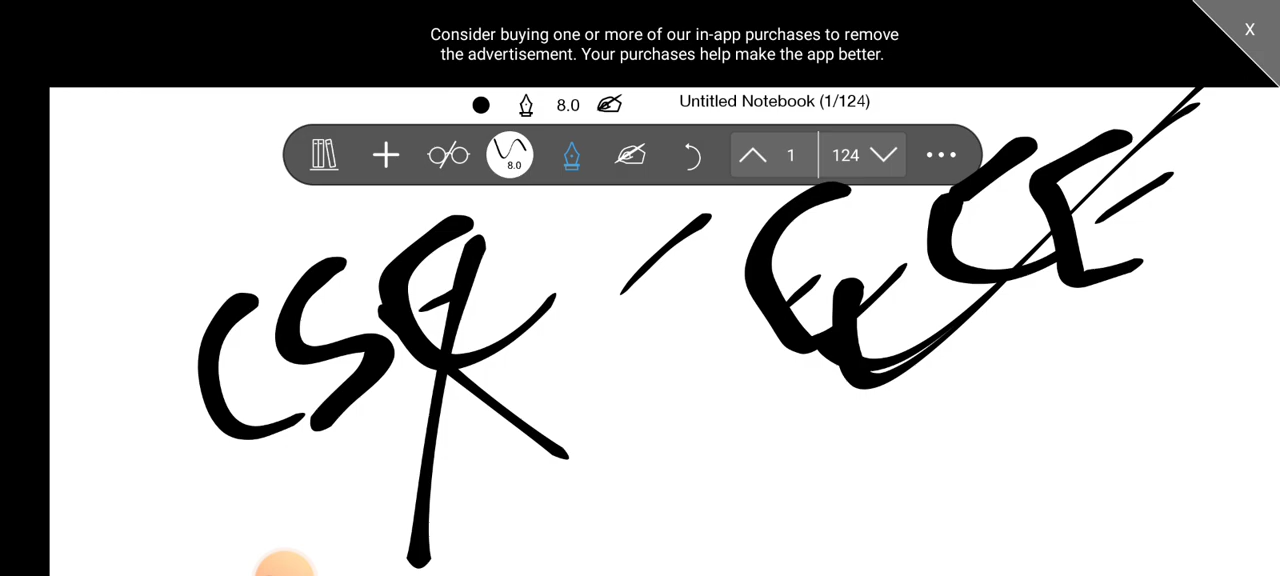 Consider buying one or more of our in-app purchases to remove
the advertisement. Your purchases help make the app better.
X
8.0 Untitled Notebook (1/124)
8.0 1 124
CSE